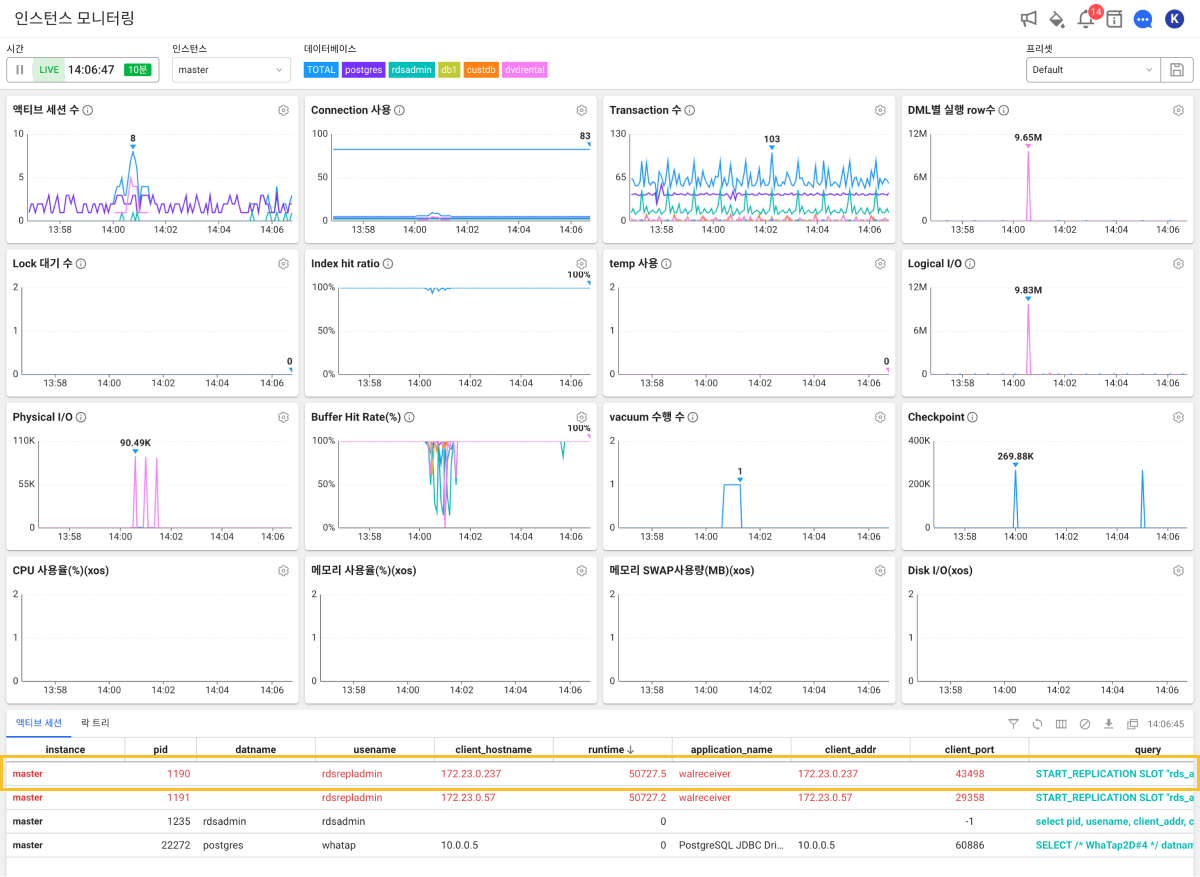 인스턴스 모니터링
14
K
시간
인스턴스
데이터베이스
프리셋
LIVE 14:06:47 10분
master
TOTAL postgres rdsadmin db1 custdb dvdrental
Default
액티브 세션 수
10
5
0
8
13:58 14:00 14:02 14:04 14:06
Connection 사용
100
50
0
83
13:58 14:00 14:02 14:04 14:06
Transaction 수
130
65
0
103
13:58 14:00 14:02 14:04 14:06
DML별 실행 row수
12M
6M
0
9.65M
13:58 14:00 14:02 14:04 14:06
Lock 대기 수
2
1
0
0
13:58 14:00 14:02 14:04 14:06
Index hit ratio
100%
50%
0%
100%
13:58 14:00 14:02 14:04 14:06
temp 사용
2
1
0
0
13:58 14:00 14:02 14:04 14:06
Logical I/O
12M
6M
0
9.83M
13:58 14:00 14:02 14:04 14:06
Physical I/O
110K
55K
0
90.49K
13:58 14:00 14:02 14:04 14:06
Buffer Hit Rate(%)
100%
50%
0%
100%
13:58 14:00 14:02 14:04 14:06
vacuum 수행 수
2
1
0
1
13:58 14:00 14:02 14:04 14:06
Checkpoint
400K
200K
0
269.88K
13:58 14:00 14:02 14:04 14:06
CPU 사용율(%)(xos)
2
1
0
13:58 14:00 14:02 14:04 14:06
메모리 사용율(%)(xos)
2
1
0
13:58 14:00 14:02 14:04 14:06
메모리 SWAP사용량(MB)(xos)
2
1
0
13:58 14:00 14:02 14:04 14:06
Disk I/O(xos)
2
1
0
13:58 14:00 14:02 14:04 14:06
액티브 세션 락 트리
14:06:45
instance pid datname usename client_hostname runtime ↓ application_name client_addr client_port query
master 1190 rdsrepladmin 172.23.0.237 50727.5 walreceiver 172.23.0.237 43498 START_REPLICATION SLOT "rds_a
master 1191 rdsrepladmin 172.23.0.57 50727.2 walreceiver 172.23.0.57 29358 START_REPLICATION SLOT "rds_a
master 1235 rdsadmin rdsadmin 0 -1 select pid, usename, client_addr, c
master 22272 postgres whatap 10.0.0.5 0 PostgreSQL JDBC Dri... 10.0.0.5 60886 SELECT /* WhaTap2D#4 */ datnam